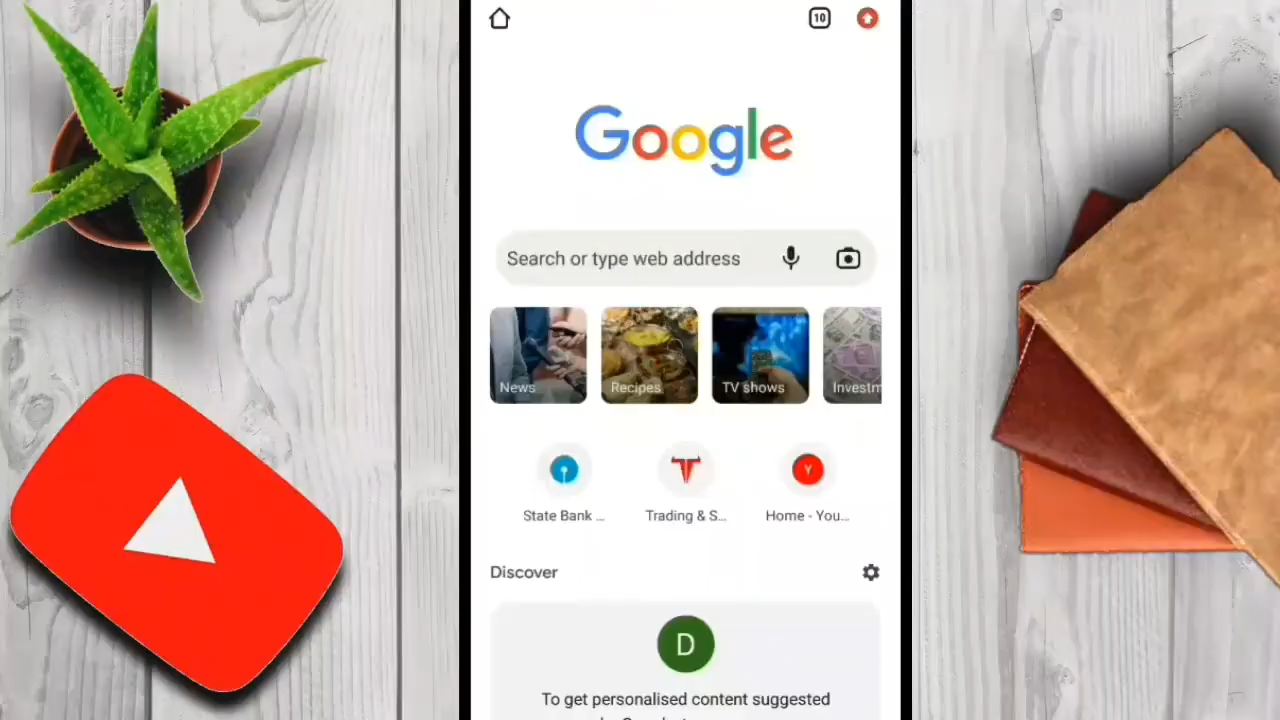 10
Google
Search or type web address
News
Recipes
TV shows
Investm
State Bank ...
Trading & S...
Y
Home - You...
Discover
D
To get personalised content suggested